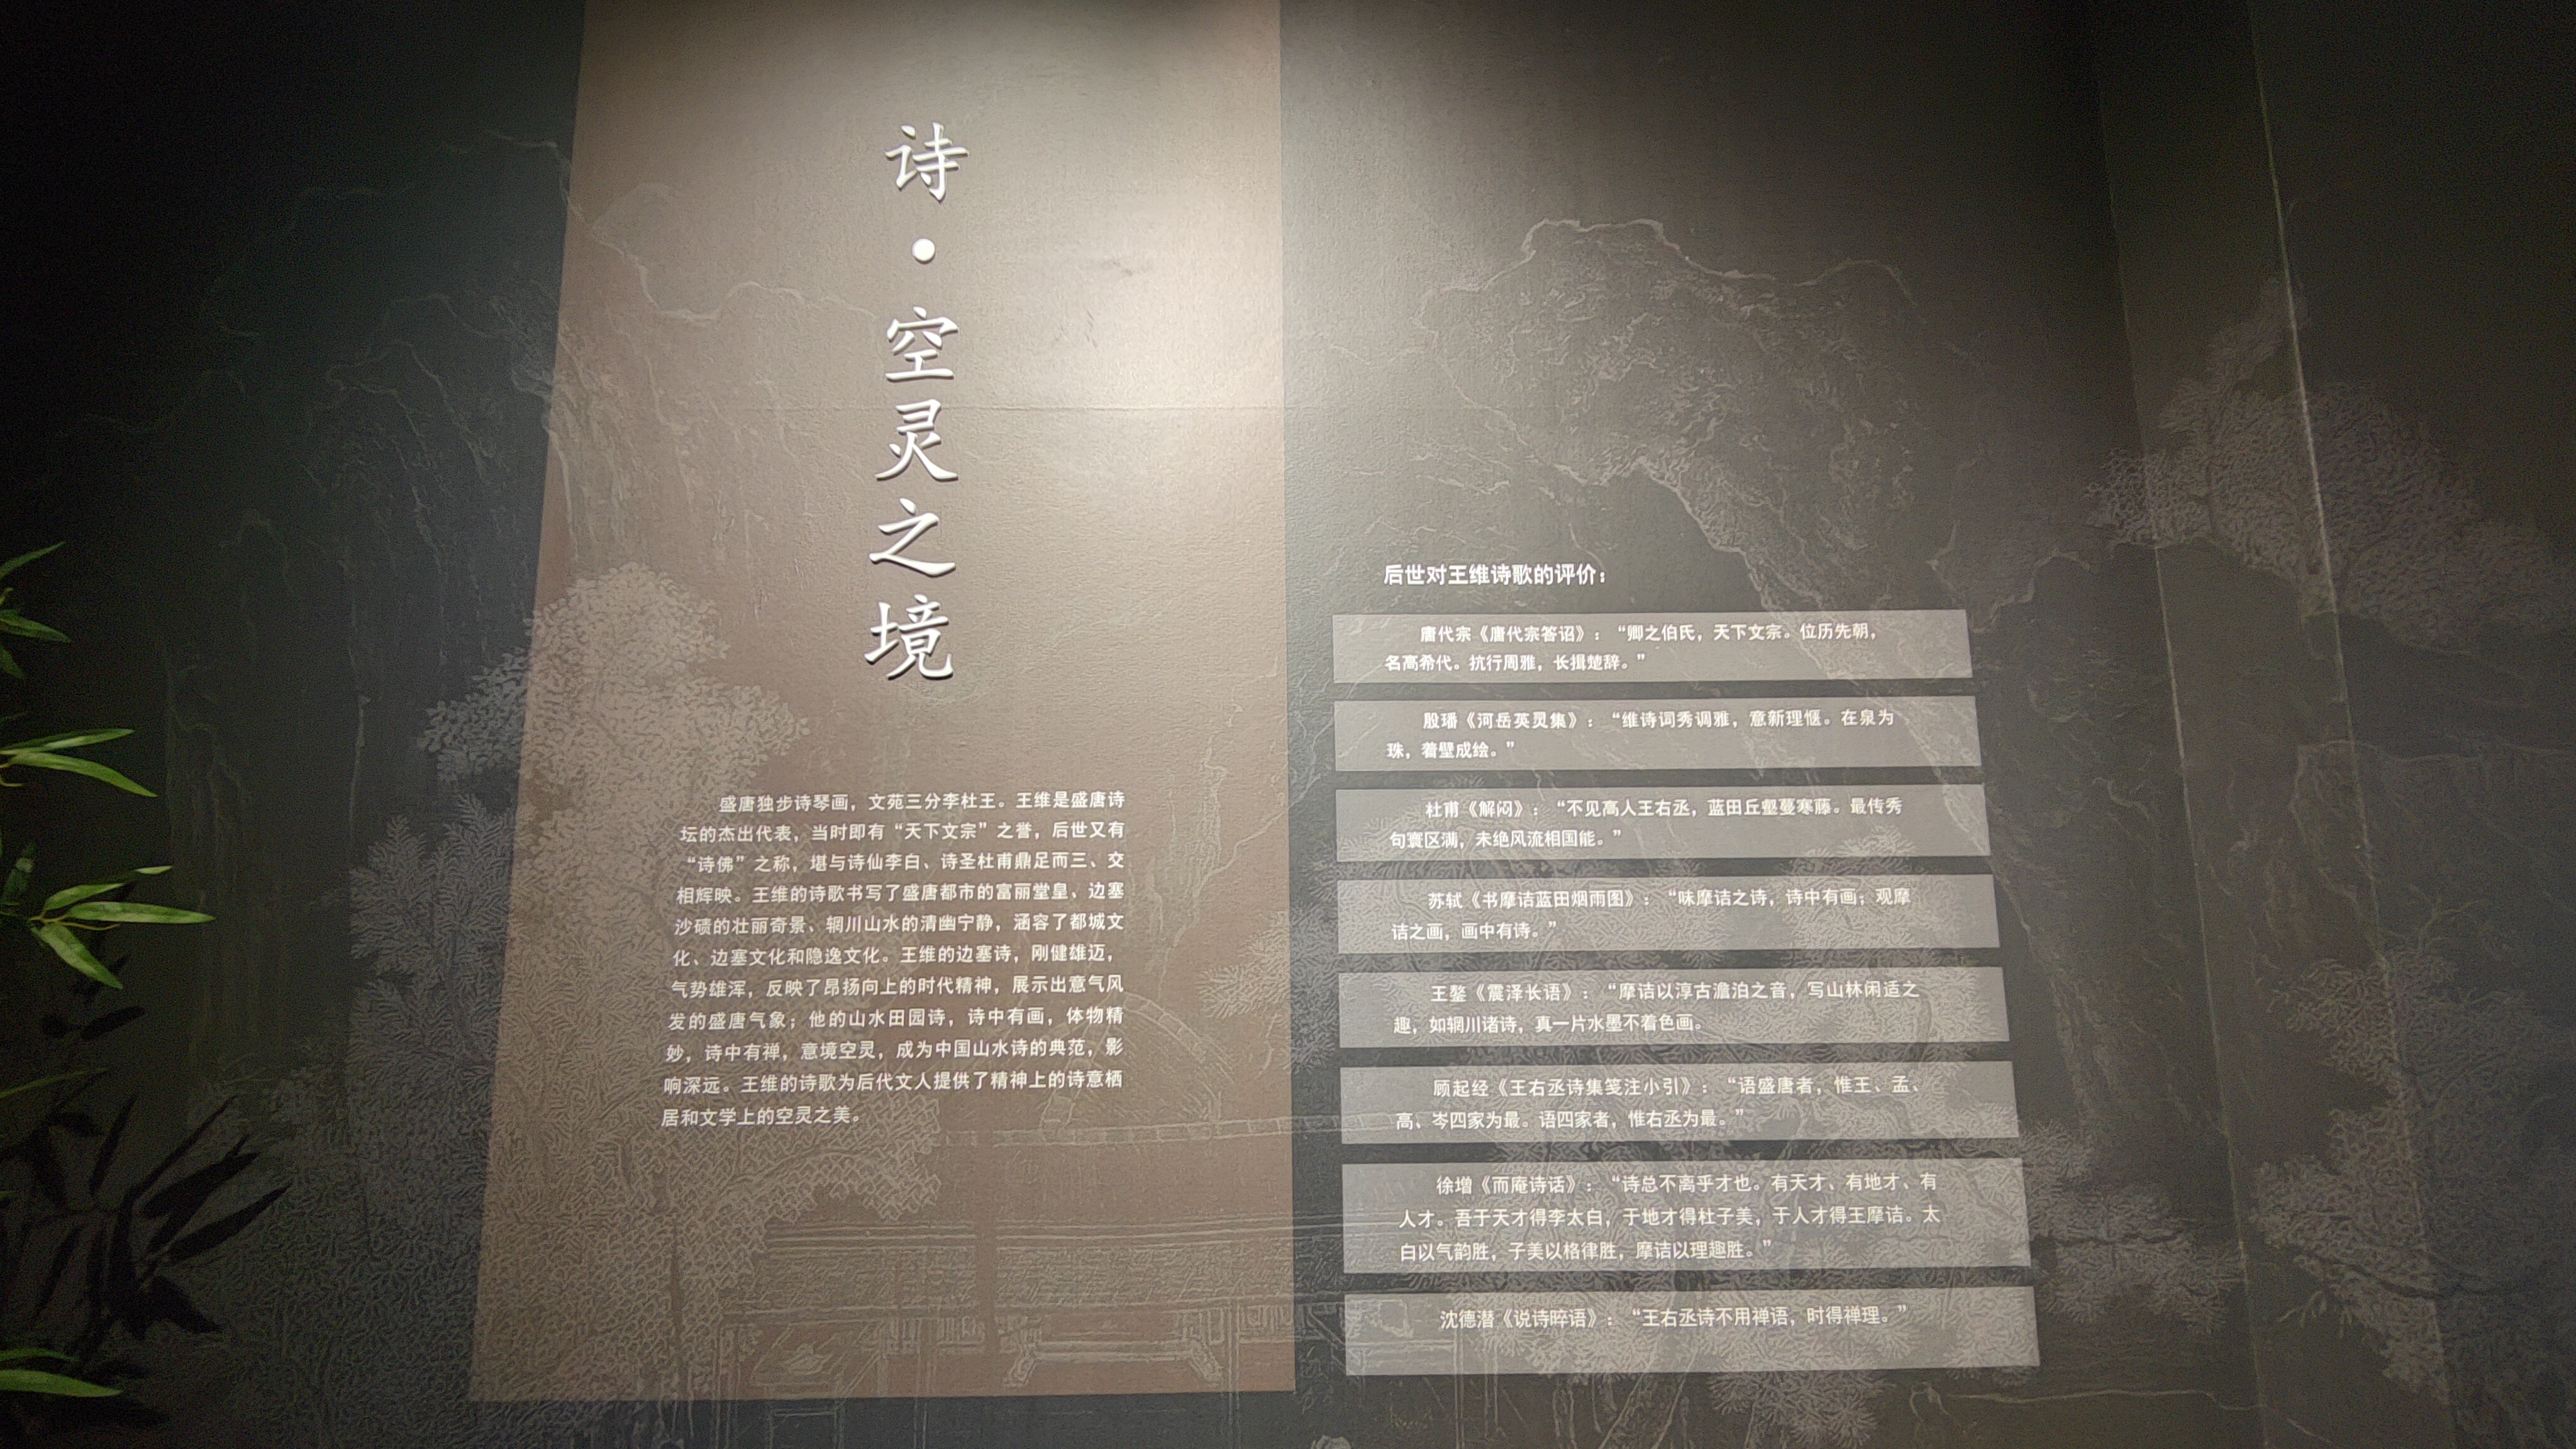 诗·空灵之境
盛唐独步诗琴画，文苑三分李杜王。王维是盛唐诗
坛的杰出代表，当时即有“天下文宗”之誉，后世又有
“诗佛”之称，堪与诗仙李白、诗圣杜甫鼎足而三、交
相辉映。王维的诗歌书写了盛唐都市的富丽堂皇、边塞
沙碛的壮丽奇景、辋川山水的清幽宁静，涵容了都城文
化、边塞文化和隐逸文化。王维的边塞诗，刚健雄迈，
气势雄浑，反映了昂扬向上的时代精神，展示出意气风
发的盛唐气象；他的山水田园诗，诗中有画，体物精
妙，诗中有禅，意境空灵，成为中国山水诗的典范，影
响深远。王维的诗歌为后代文人提供了精神上的诗意栖
居和文学上的空灵之美。
后世对王维诗歌的评价：
唐代宗《唐代宗答诏》：“卿之伯氏，天下文宗。位历先朝，
名高希代。抗行周雅，长揖楚辞。”
殷璠《河岳英灵集》：“维诗词秀调雅，意新理惬。在泉为
珠，着壁成绘。”
杜甫《解闷》：“不见高人王右丞，蓝田丘壑蔓寒藤。最传秀
句寰区满，未绝风流相国能。”
苏轼《书摩诘蓝田烟雨图》：“味摩诘之诗，诗中有画；观摩
诘之画，画中有诗。”
王鏊《震泽长语》：“摩诘以淳古澹泊之音，写山林闲适之
趣，如辋川诸诗，真一片水墨不着色画。
顾起经《王右丞诗集笺注小引》：“语盛唐者，惟王、孟、
高、岑四家为最。语四家者，惟右丞为最。”
徐增《而庵诗话》：“诗总不离乎才也。有天才、有地才、有
人才。吾于天才得李太白，于地才得杜子美，于人才得王摩诘。太
白以气韵胜，子美以格律胜，摩诘以理趣胜。”
沈德潜《说诗晬语》：“王右丞诗不用禅语，时得禅理。”